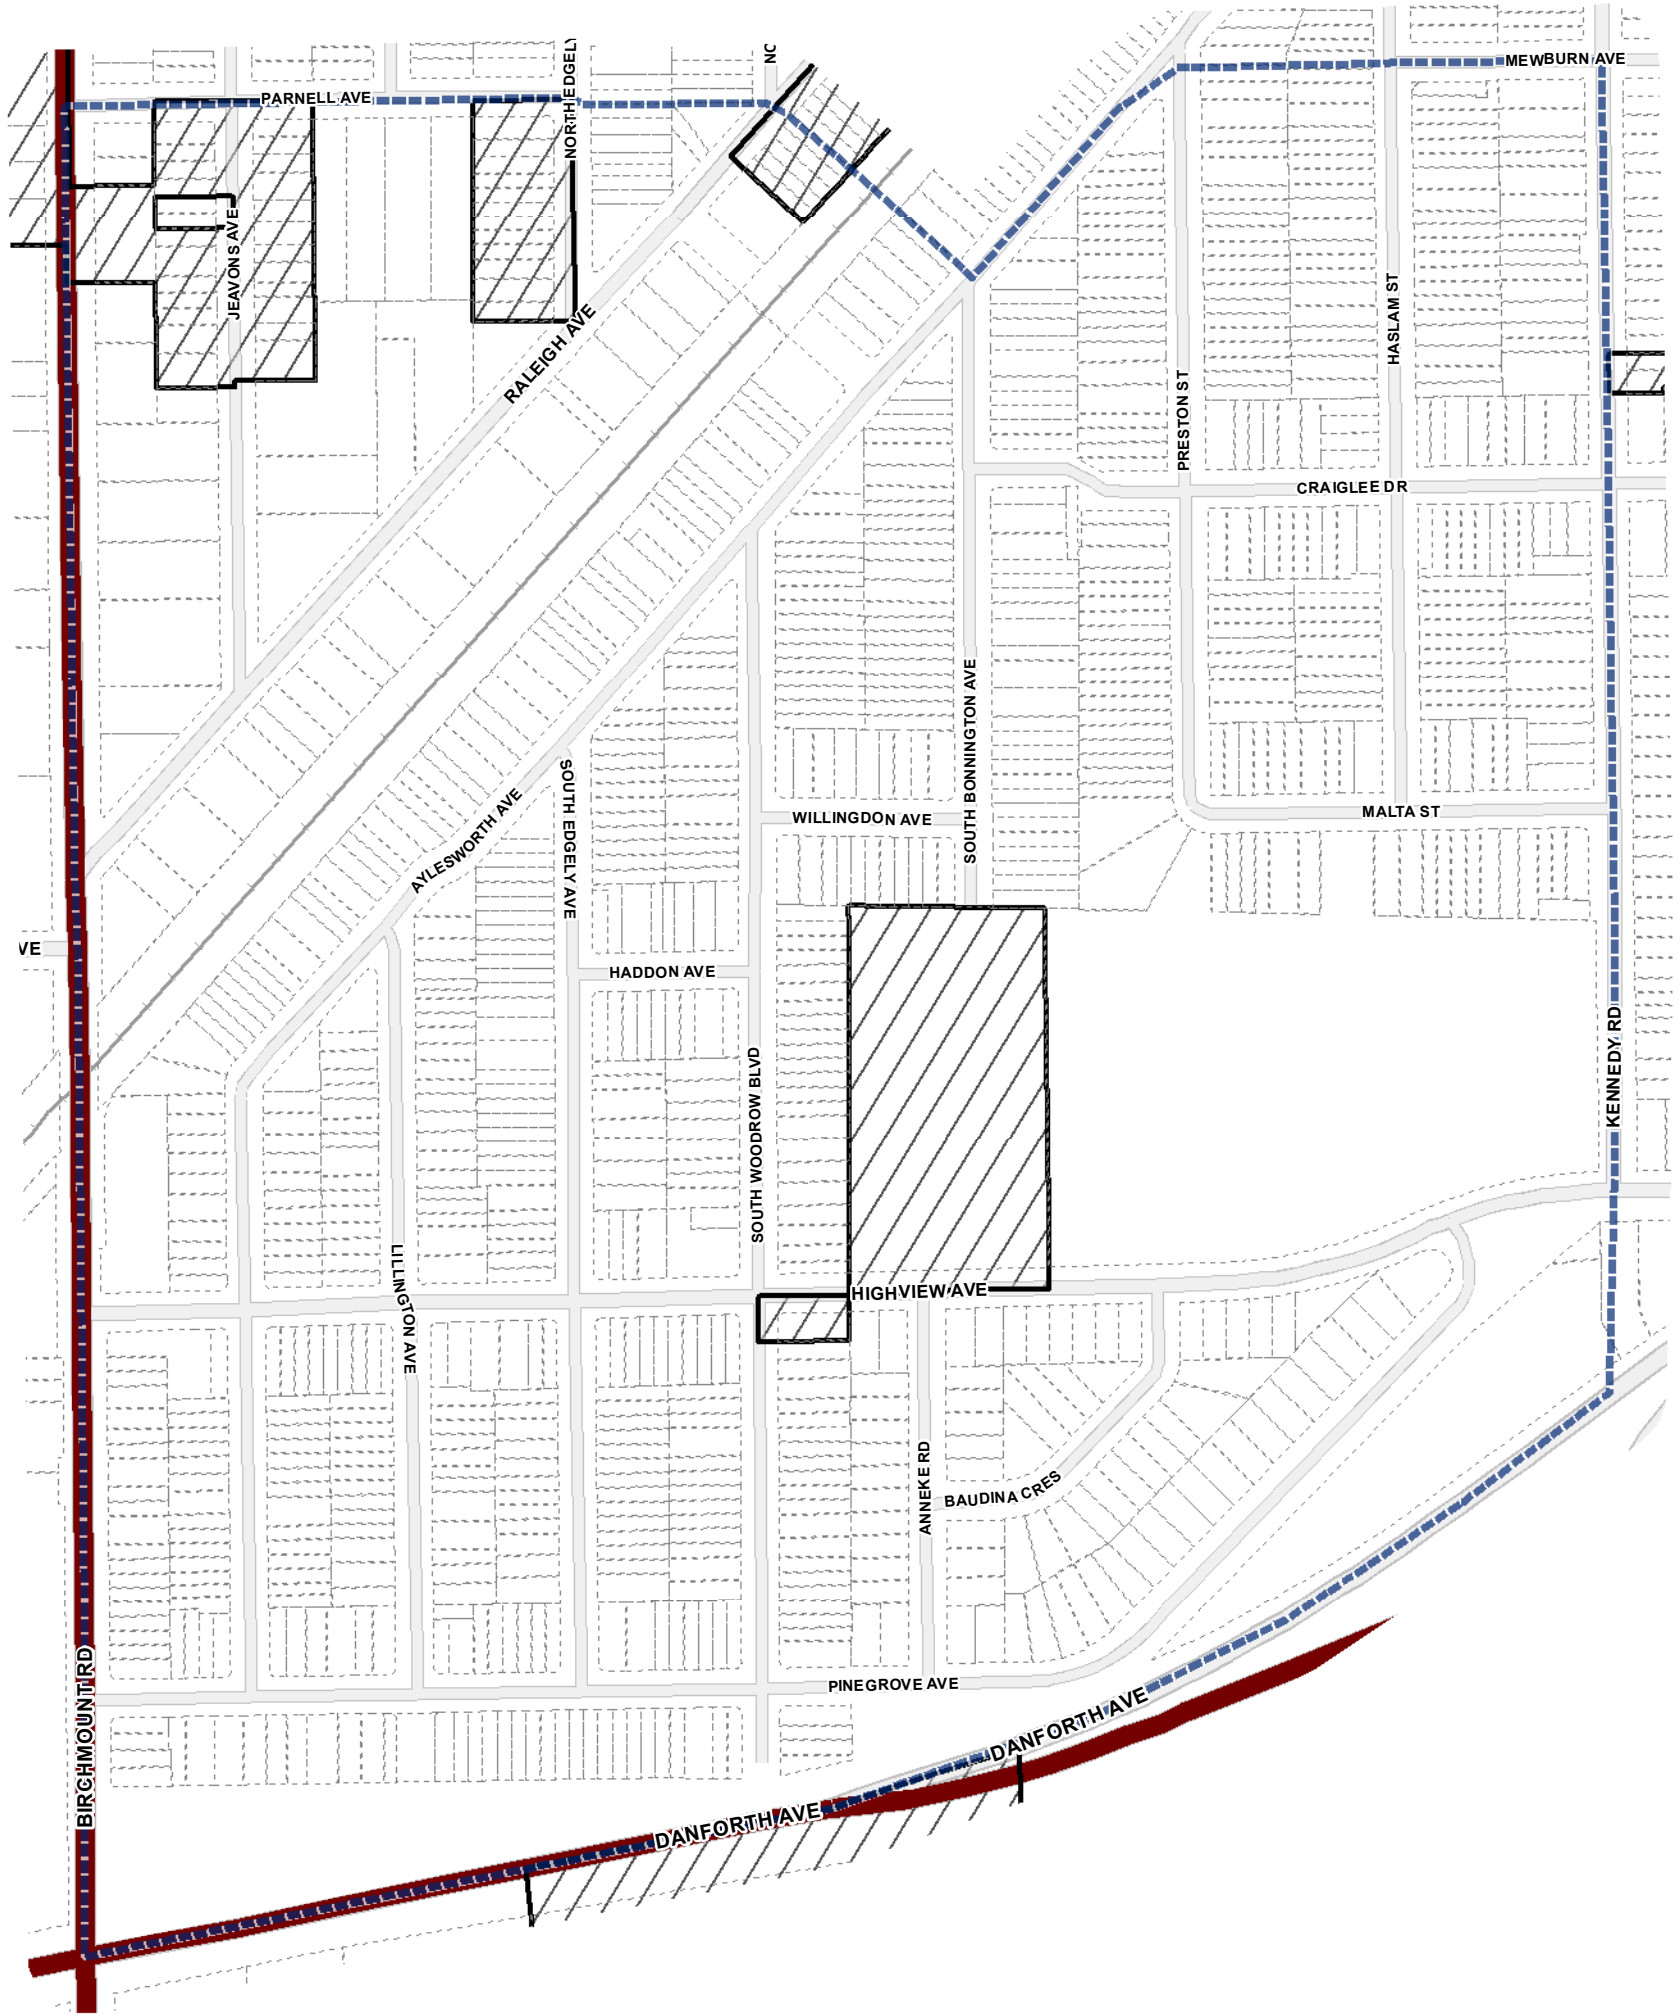 NO
MEWBURN AVE
PARNELL AVE
NORTH EDGELY
JEAVONS AVE
RALEIGH AVE
HASLAM ST
PRESTON ST
CRAIGLEE DR
SOUTH BONNINGTON AVE
SOUTH EDGELY AVE
AYLESWORTH AVE
WILLINGDON AVE
MALTA ST
VE
HADDON AVE
KENNEDY RD
SOUTH WOODROW BLVD
LILLINGTON AVE
HIGHVIEW AVE
ANNEKE RD
BAUDINA CRES
BIRCHMOUNT RD
PINEGROVE AVE
DANFORTH AVE
DANFORTH AVE